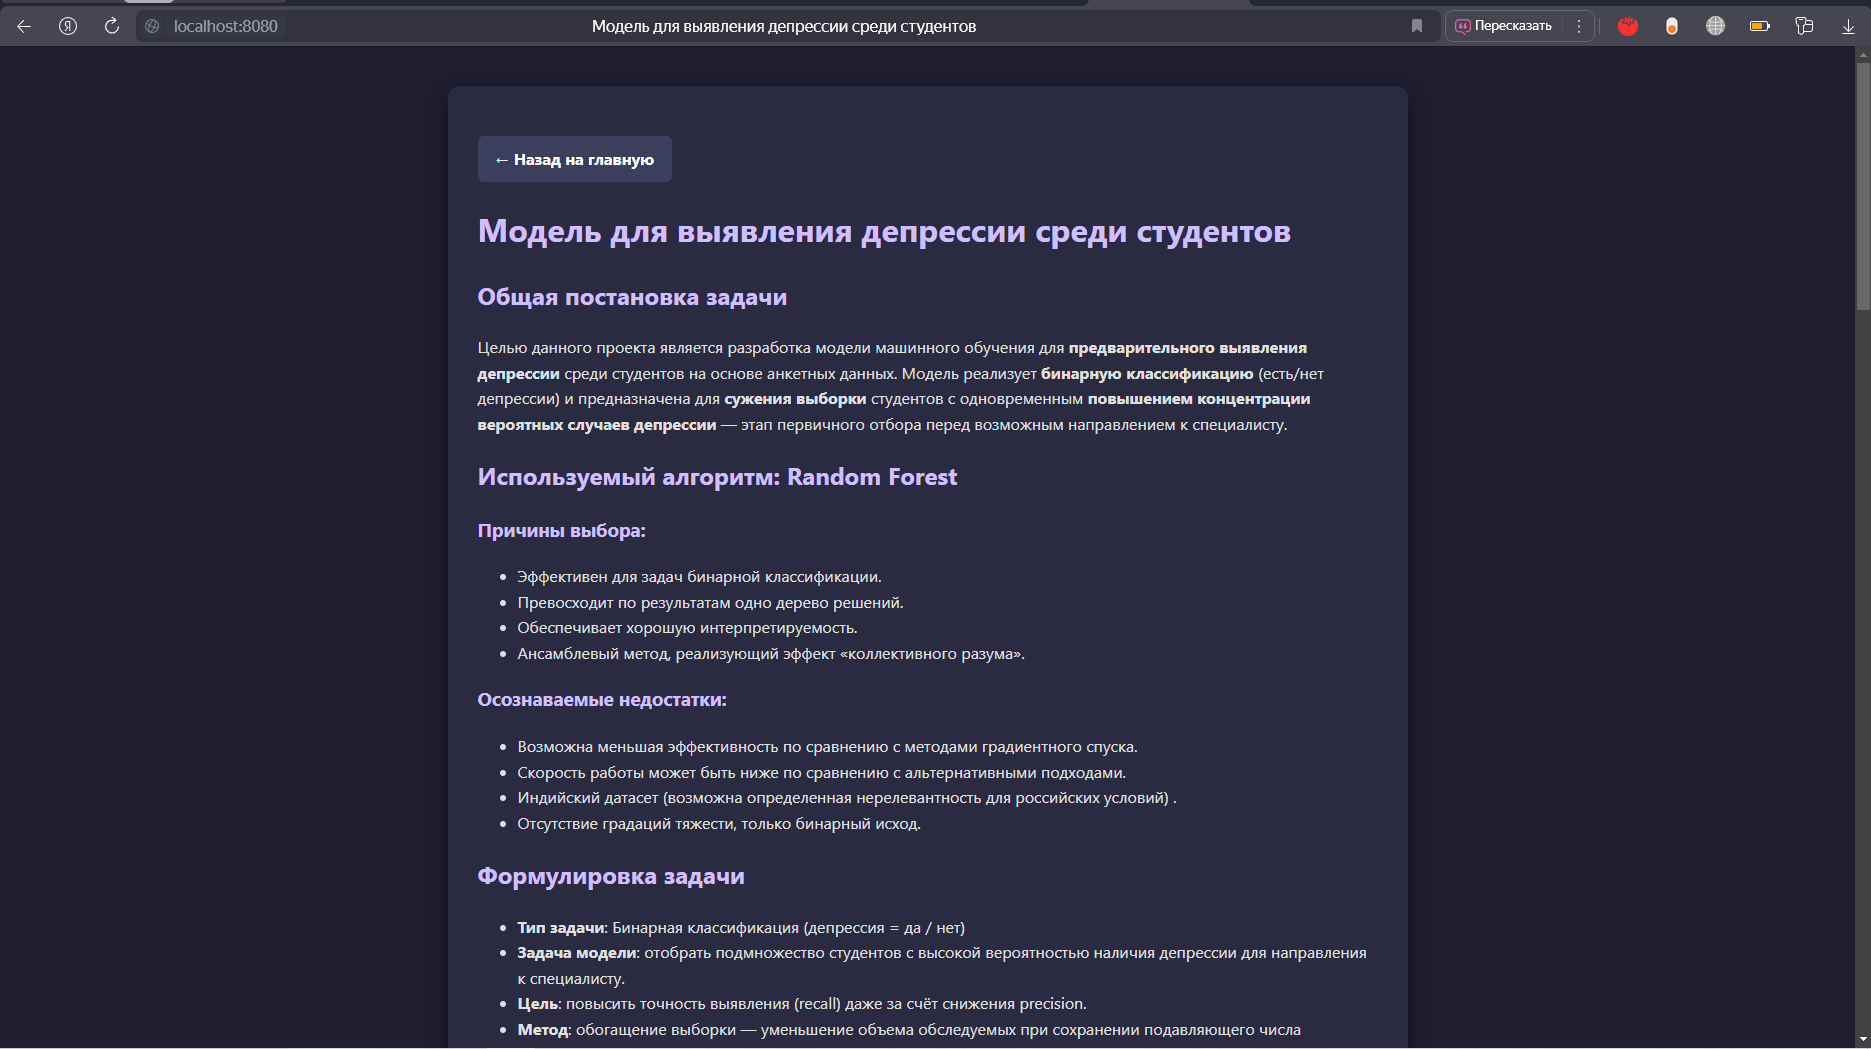 localhost:8080
Модель для выявления депрессии среди студентов
Пересказать
← Назад на главную
Модель для выявления депрессии среди студентов
Общая постановка задачи
Целью данного проекта является разработка модели машинного обучения для предварительного выявления
депрессии среди студентов на основе анкетных данных. Модель реализует бинарную классификацию (есть/нет
депрессии) и предназначена для сужения выборки студентов с одновременным повышением концентрации
вероятных случаев депрессии — этап первичного отбора перед возможным направлением к специалисту.
Используемый алгоритм: Random Forest
Причины выбора:
• Эффективен для задач бинарной классификации.
• Превосходит по результатам одно дерево решений.
• Обеспечивает хорошую интерпретируемость.
• Ансамблевый метод, реализующий эффект «коллективного разума».
Осознаваемые недостатки:
• Возможна меньшая эффективность по сравнению с методами градиентного спуска.
• Скорость работы может быть ниже по сравнению с альтернативными подходами.
• Индийский датасет (возможна определенная нерелевантность для российских условий) .
• Отсутствие градаций тяжести, только бинарный исход.
Формулировка задачи
• Тип задачи: Бинарная классификация (депрессия = да / нет)
• Задача модели: отобрать подмножество студентов с высокой вероятностью наличия депрессии для направления
к специалисту.
• Цель: повысить точность выявления (recall) даже за счёт снижения precision.
• Метод: обогащение выборки — уменьшение объема обследуемых при сохранении подавляющего числа